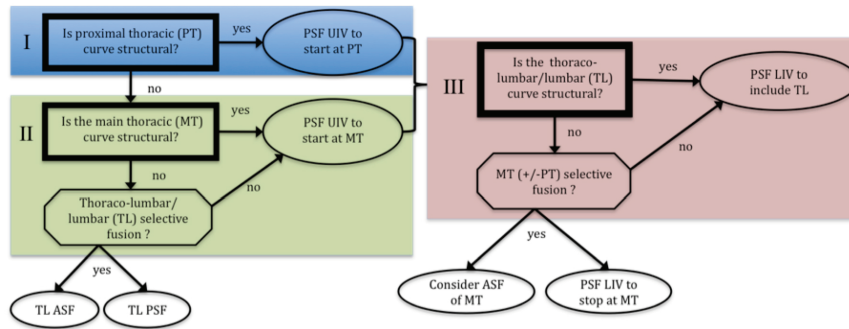 I
Is proximal thoracic (PT)
curve structural?
yes
PSF UIV to
start at PT
no
II
Is the main thoracic (MT)
curve structural?
yes
PSF UIV to
start at MT
no
no
Thoraco-lumbar/
lumbar (TL) selective
fusion ?
yes
TL ASF
TL PSF
III
Is the thoraco-
lumbar/lumbar (TL)
curve structural?
yes
PSF LIV to
include TL
no
no
MT (+/-PT) selective
fusion ?
yes
Consider ASF
of MT
PSF LIV to
stop at MT